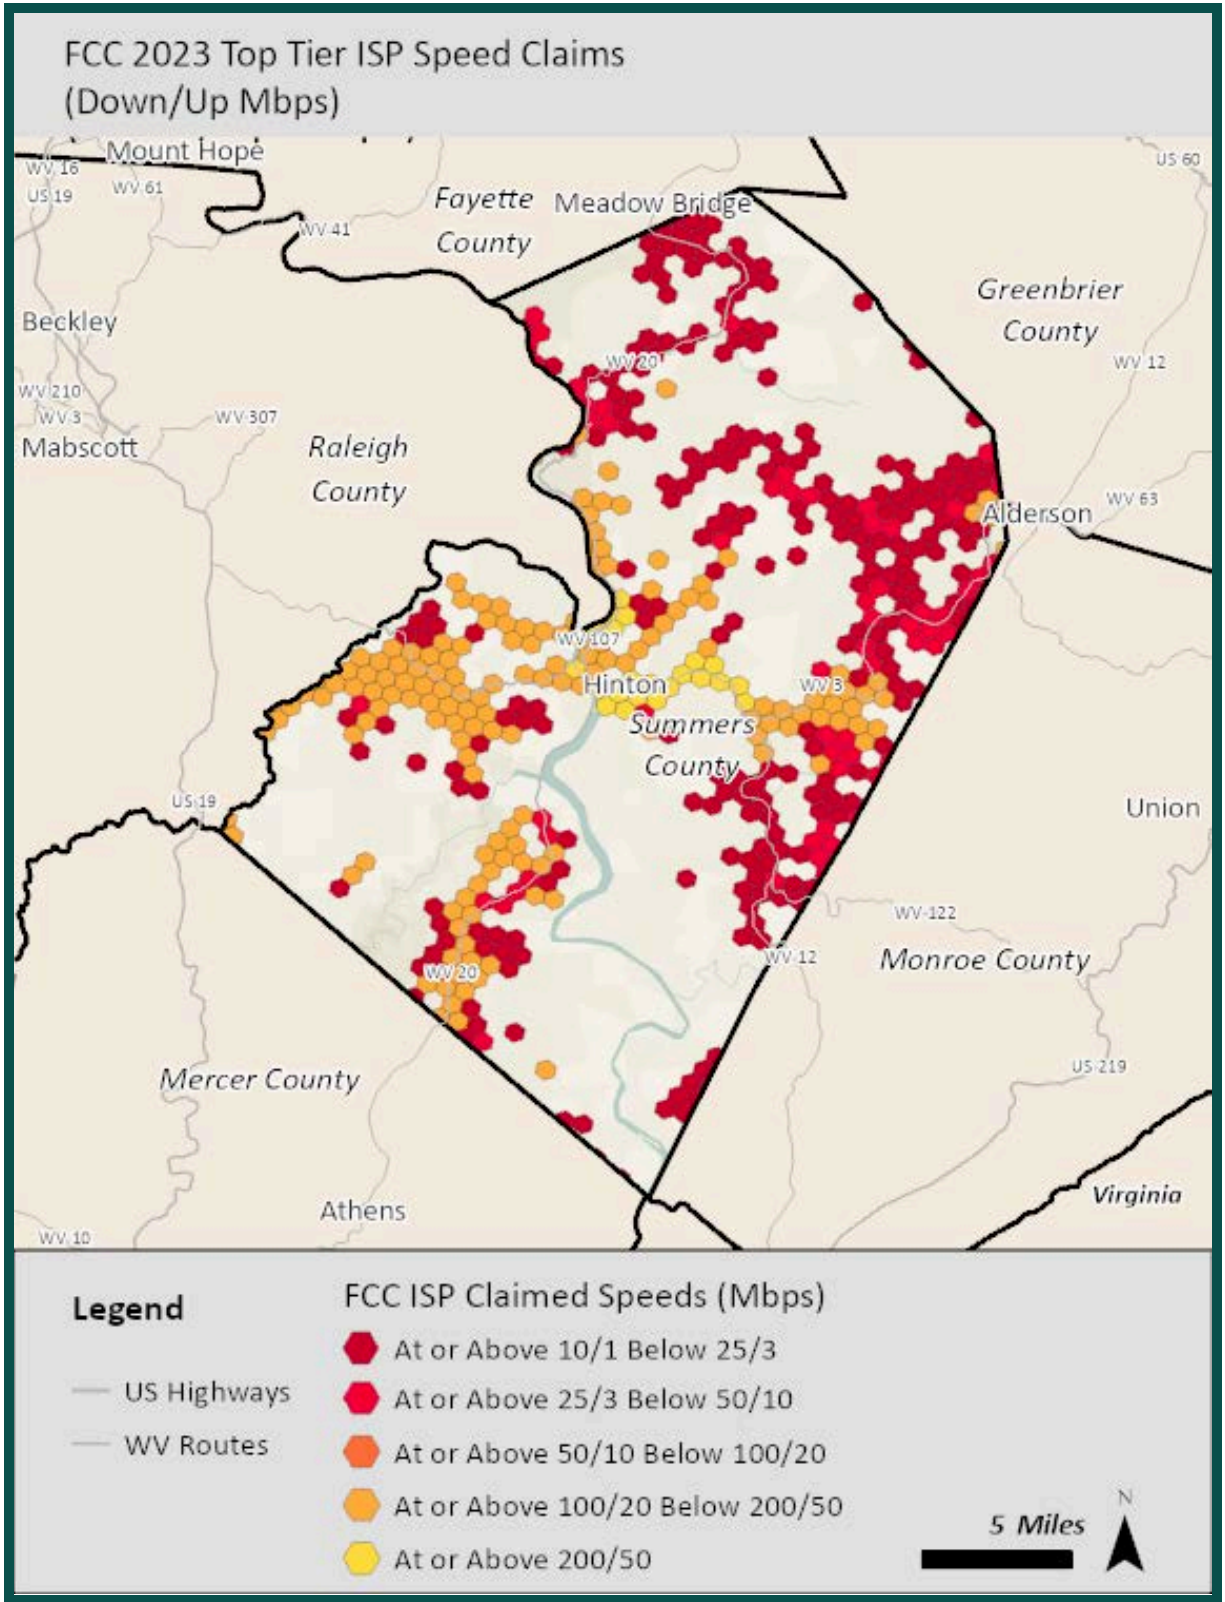 FCC 2023 Top Tier ISP Speed Claims
(Down/Up Mbps)
Mount Hope
US 60
WV 16
US 19
WV 61
Fayette
County
Meadow Bridge
WV 41
Greenbrier
County
Beckley
WV 20
WV 12
WV 210
WV 3
WV 307
Mabscott
Raleigh
County
WV 63
Alderson
WV 107
Hinton
WV 3
Summers
County
US 19
Union
WV-122
WV 12
Monroe County
WV 20
US 219
Mercer County
Virginia
Athens
WV 10
Legend
US Highways
WV Routes
FCC ISP Claimed Speeds (Mbps)
At or Above 10/1 Below 25/3
At or Above 25/3 Below 50/10
At or Above 50/10 Below 100/20
At or Above 100/20 Below 200/50
At or Above 200/50
5 Miles
N